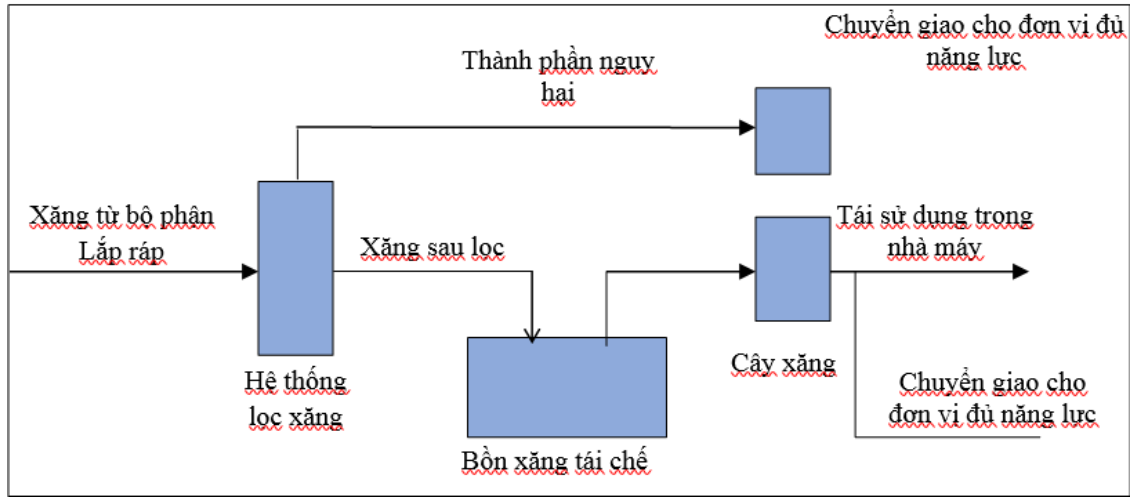 Chuyển giao cho đơn vị đủ
năng lực
Thành phần nguy
hại
Xăng từ bộ phận
Lắp ráp
Xăng sau lọc
Tái sử dụng trong
nhà máy
Hệ thống
lọc xăng
Cây xăng
Chuyển giao cho
đơn vị đủ năng lực
Bồn xăng tái chế